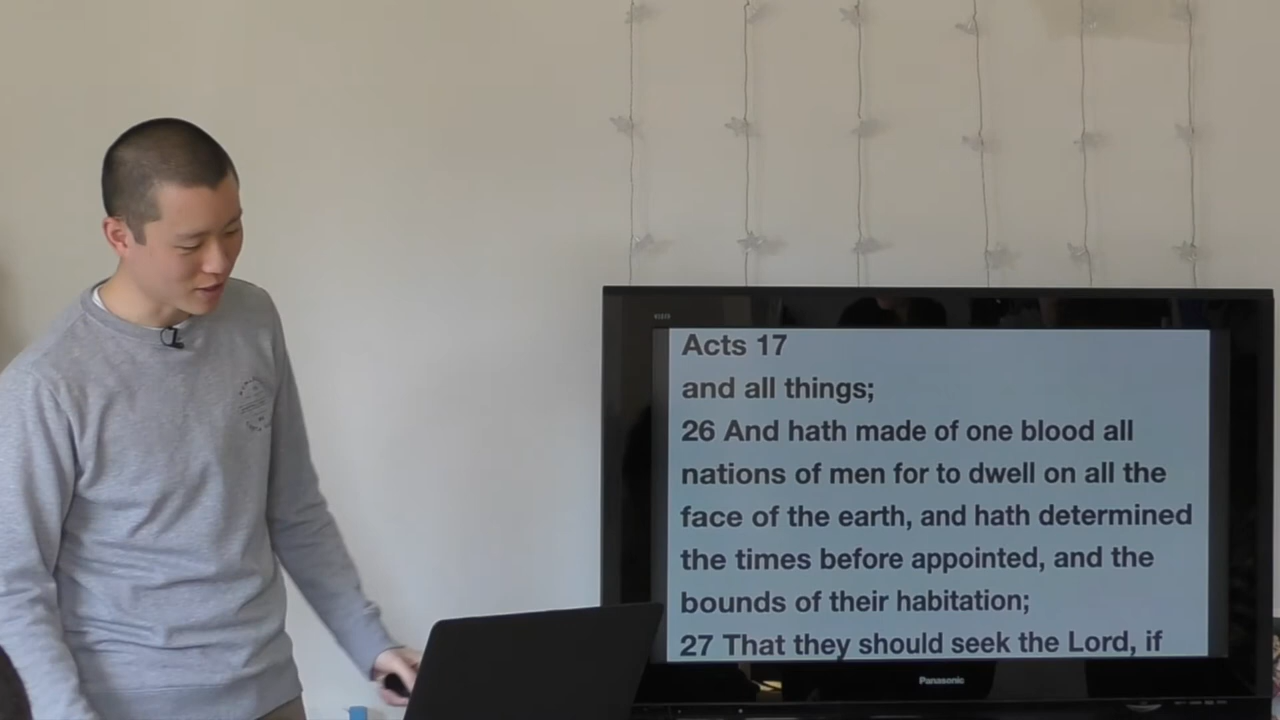 Acts 17
and all things;
26 And hath made of one blood all
nations of men for to dwell on all the
face of the earth, and hath determined
the times before appointed, and the
bounds of their habitation;
27 That they should seek the Lord, if
Panasonic